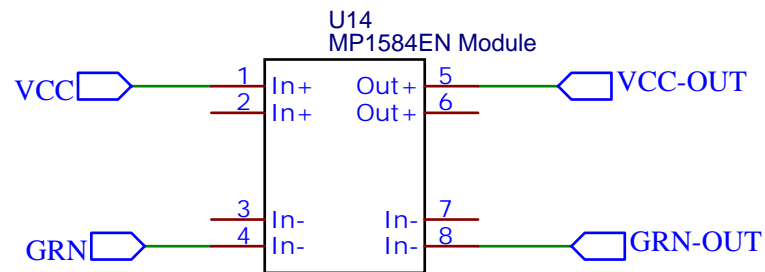 U14
MP1584EN Module
VCC 1 In+ Out+ 5 VCC-OUT
2 In+ Out+ 6
3 In- In- 7
GRN 4 In- In- 8 GRN-OUT